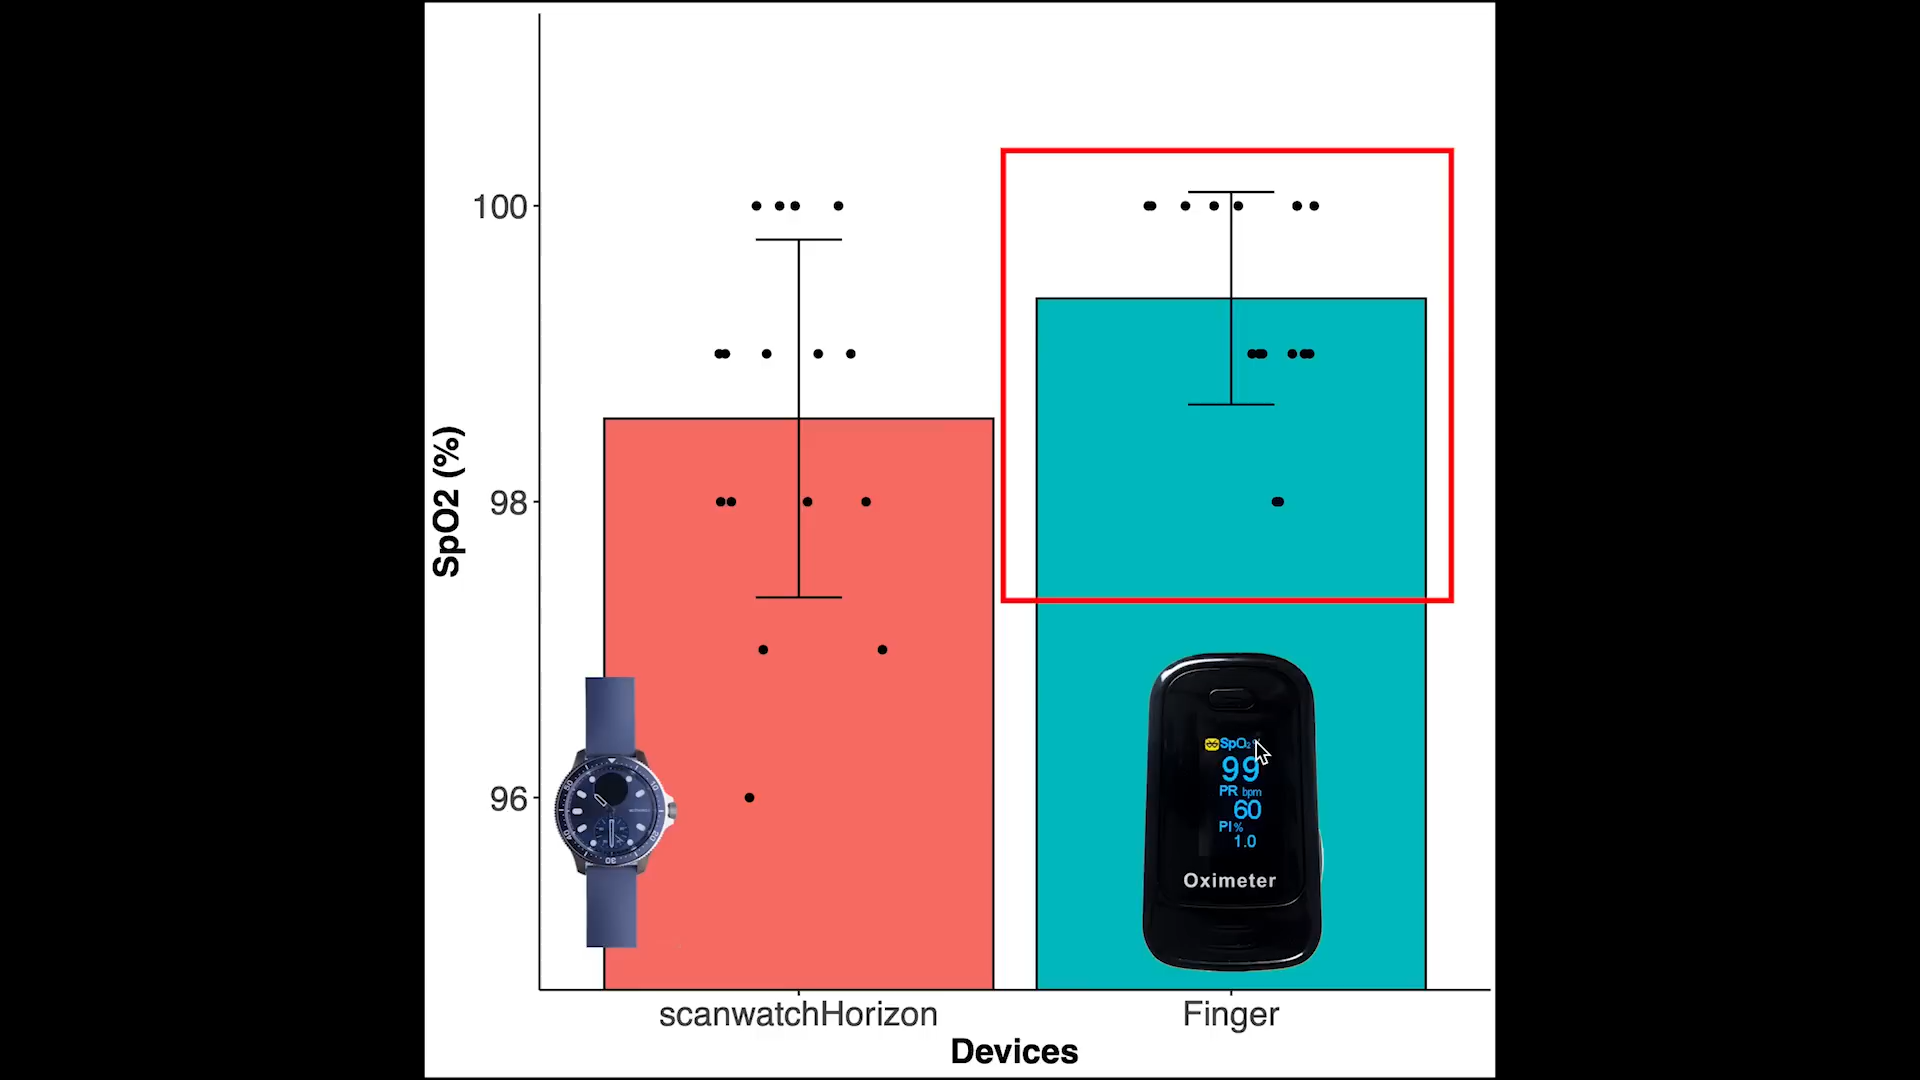 100
98
96
SpO2 (%)
SpO₂%
99
PR bpm
60
PI%
1.0
Oximeter
scanwatchHorizon
Finger
Devices